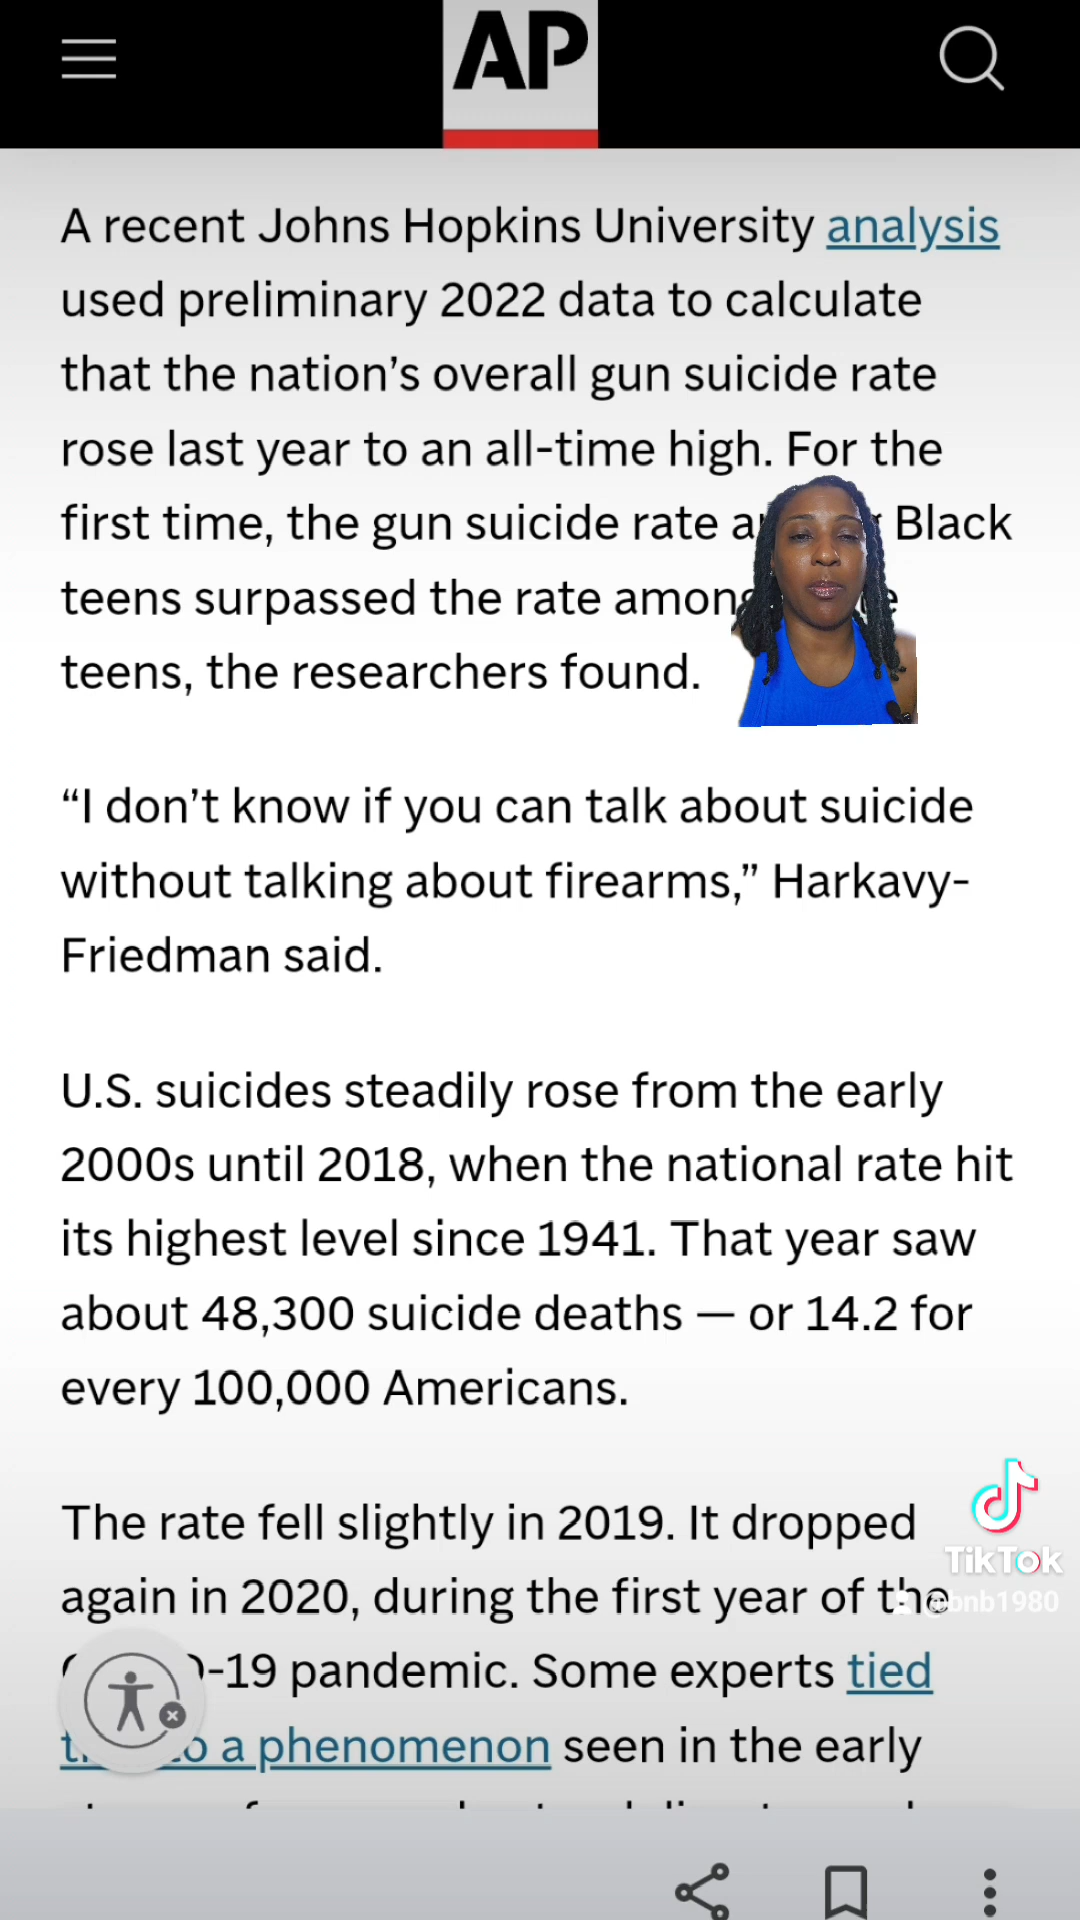 AP
A recent Johns Hopkins University analysis
used preliminary 2022 data to calculate
that the nation’s overall gun suicide rate
rose last year to an all-time high. For the
first time, the gun suicide rate Black
teens surpassed the rate among
teens, the researchers found.
“I don’t know if you can talk about suicide
without talking about firearms,” Harkavy-
Friedman said.
U.S. suicides steadily rose from the early
2000s until 2018, when the national rate hit
its highest level since 1941. That year saw
about 48,300 suicide deaths — or 14.2 for
every 100,000 Americans.
The rate fell slightly in 2019. It dropped
again in 2020, during the first year of the
-19 pandemic. Some experts tied
a phenomenon seen in the early
TikTok
@bnb1980